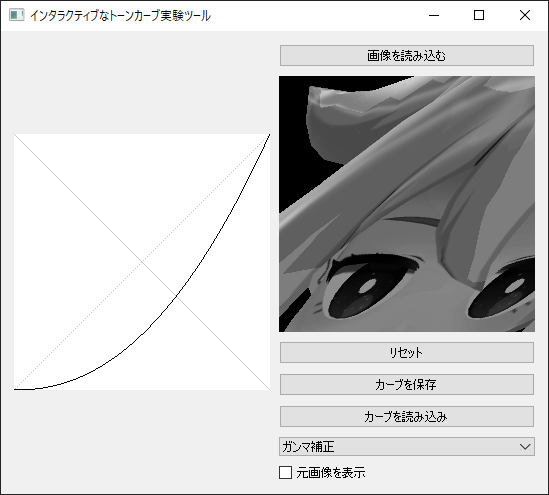 インタラクティブなトーンカーブ実験ツール
画像を読み込む
リセット
カーブを保存
カーブを読み込み
ガンマ補正
元画像を表示